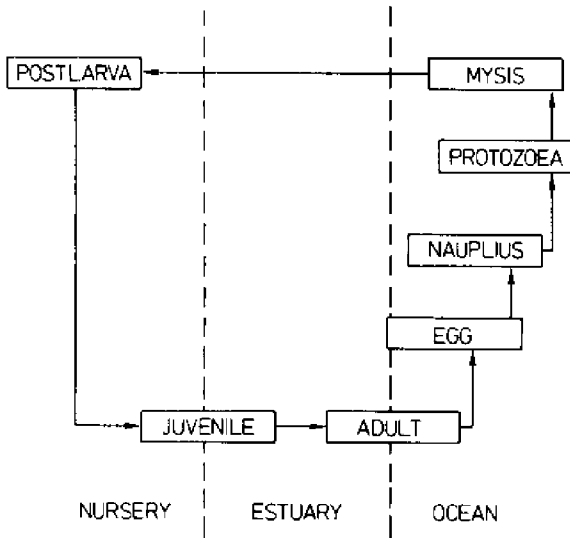 POSTLARVA
MYSIS
PROTOZOEA
NAUPLIUS
EGG
JUVENILE
ADULT
NURSERY
ESTUARY
OCEAN